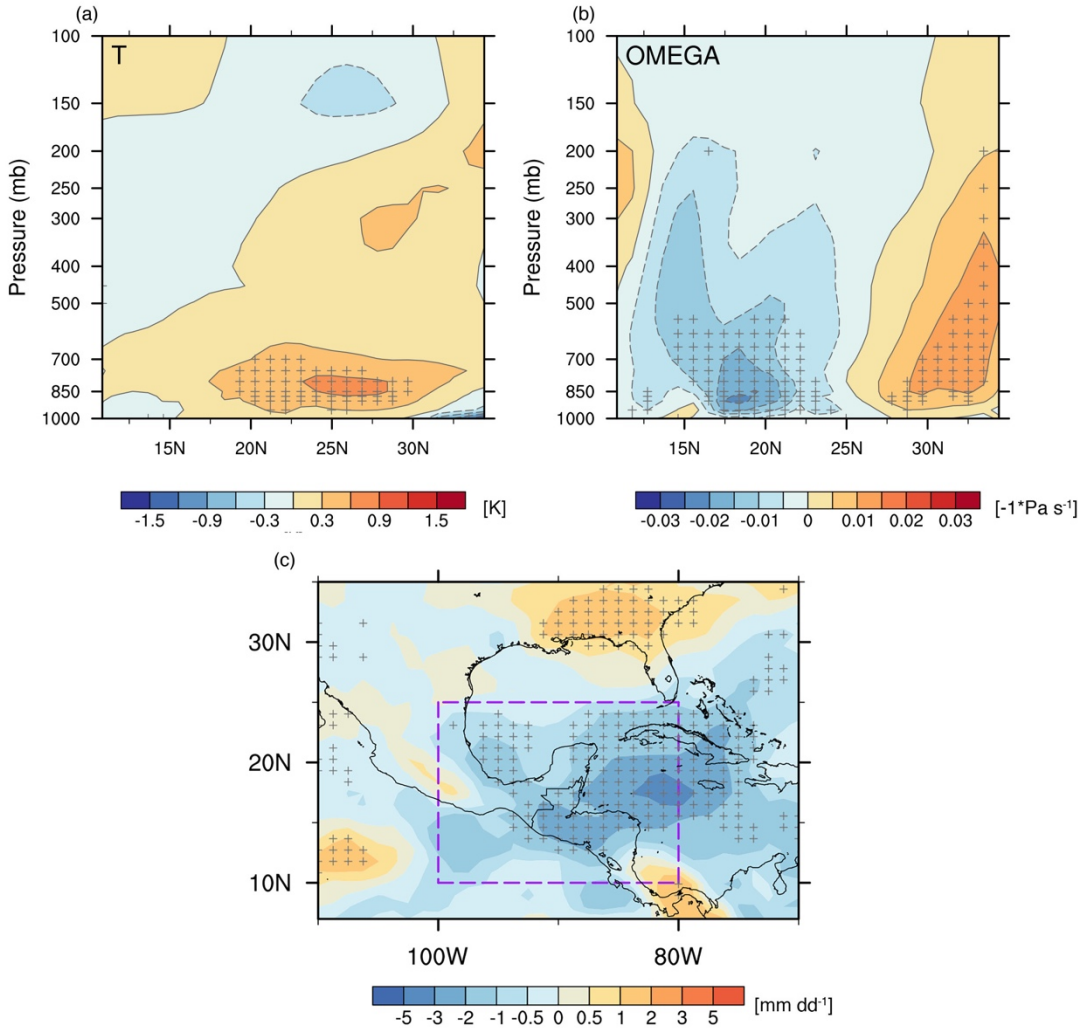 (a)
T
100
150
200
250
300
400
500
700
850
1000
Pressure (mb)
15N 20N 25N 30N
-1.5 -0.9 -0.3 0.3 0.9 1.5
[K]
(b)
OMEGA
100
150
200
250
300
400
500
700
850
1000
Pressure (mb)
15N 20N 25N 30N
-0.03 -0.02 -0.01 0 0.01 0.02 0.03
[-1*Pa s⁻¹]
(c)
30N
20N
10N
100W 80W
-5 -3 -2 -1 -0.5 0 0.5 1 2 3 5
[mm dd⁻¹]